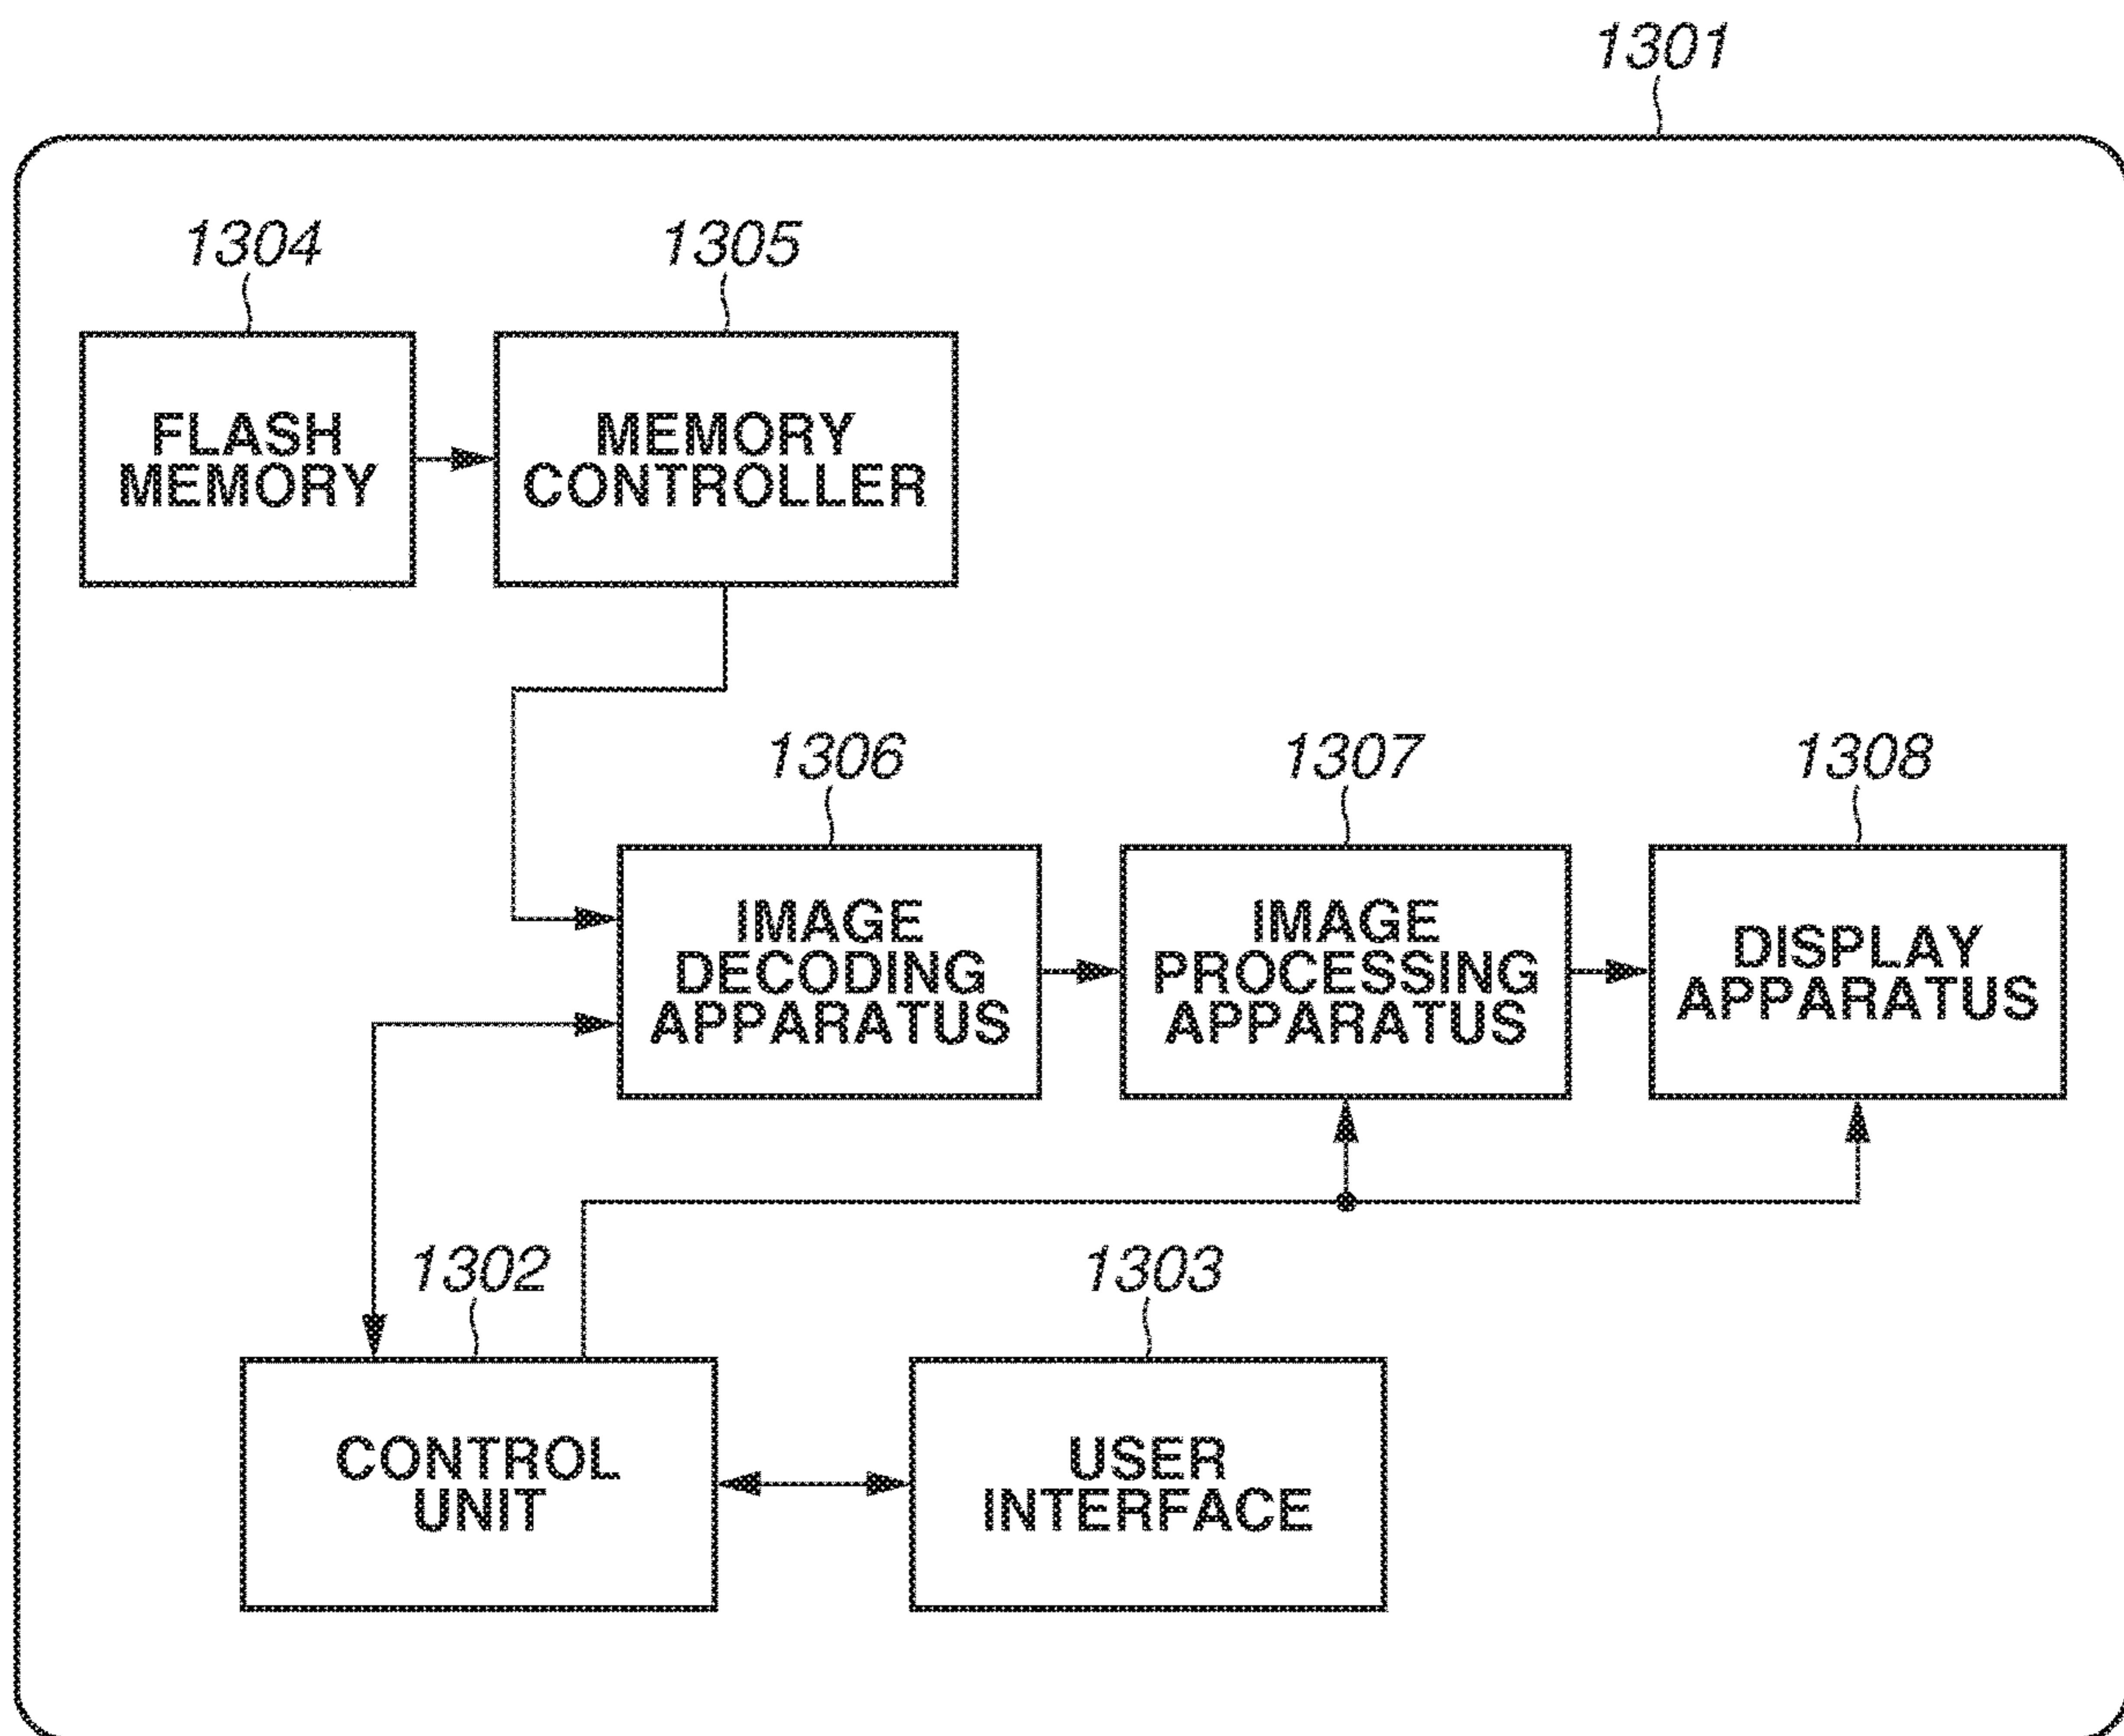 1301
1304
1305
FLASH
MEMORY
MEMORY
CONTROLLER
1306
1307
1308
IMAGE
DECODING
APPARATUS
IMAGE
PROCESSING
APPARATUS
DISPLAY
APPARATUS
1302
1303
CONTROL
UNIT
USER
INTERFACE